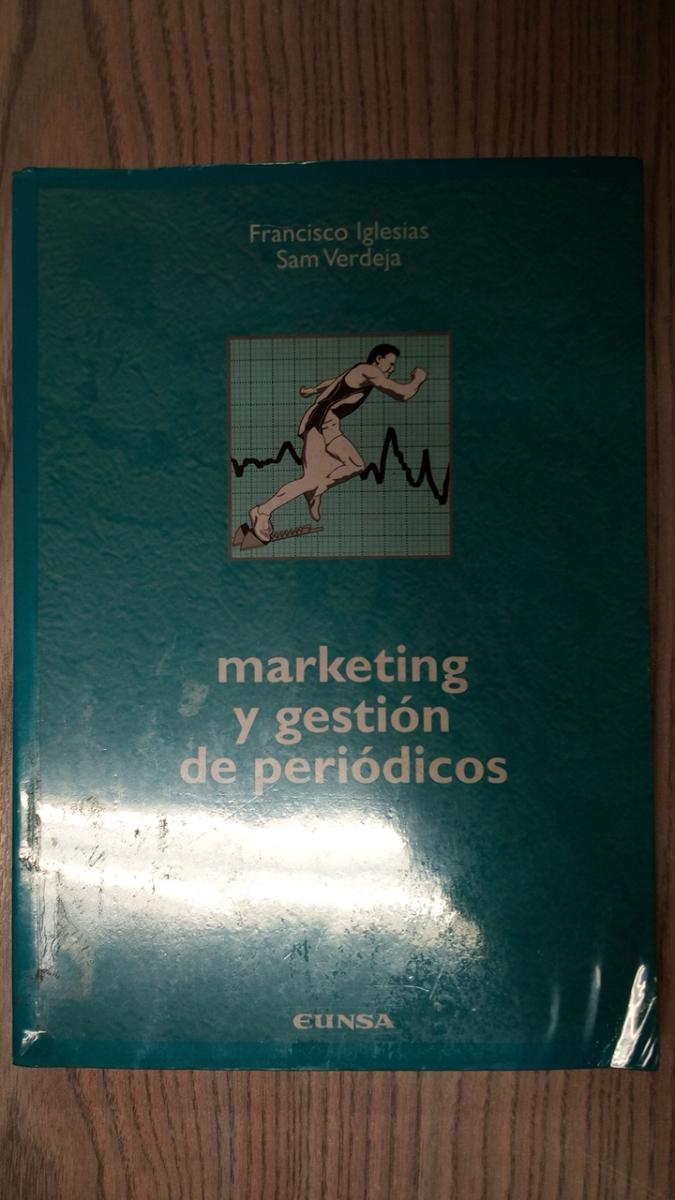 Francisco Iglesias
Sam Verdeja
marketing
y gestión
de periódicos
EUNSA